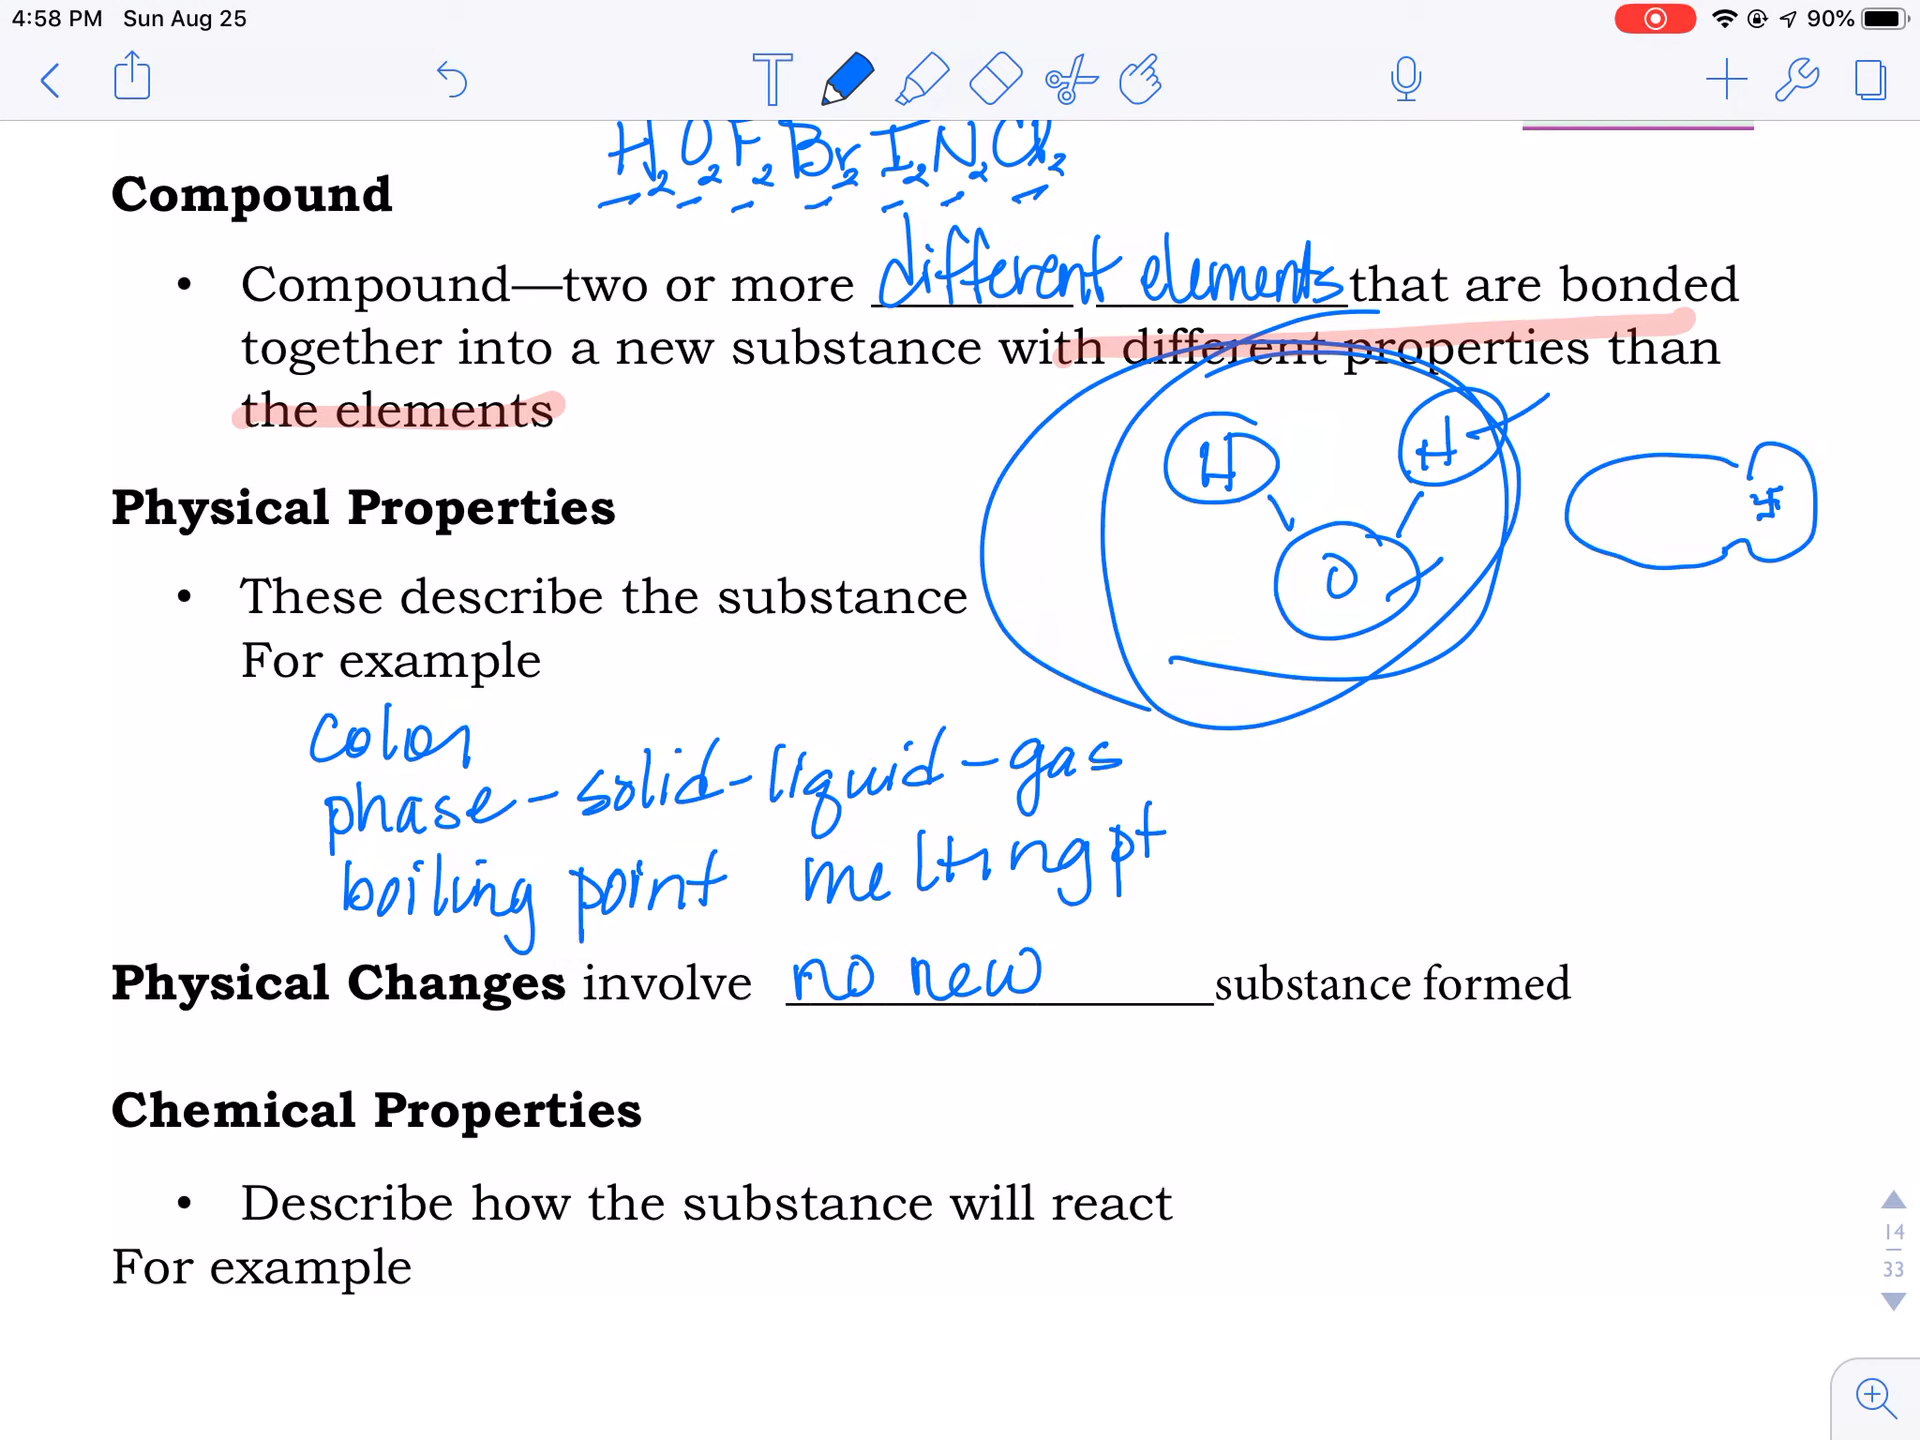 4:58 PM Sun Aug 25 90%
T
H₂ O₂ F₂ Br₂ I₂ N₂ Cl₂
Compound
• Compound—two or more different elements that are bonded
together into a new substance with different properties than
the elements
H H
O
Physical Properties
• These describe the substance
For example
color
phase - solid - liquid - gas
boiling point melting pt
Physical Changes involve no new substance formed
Chemical Properties
• Describe how the substance will react
For example
14
33